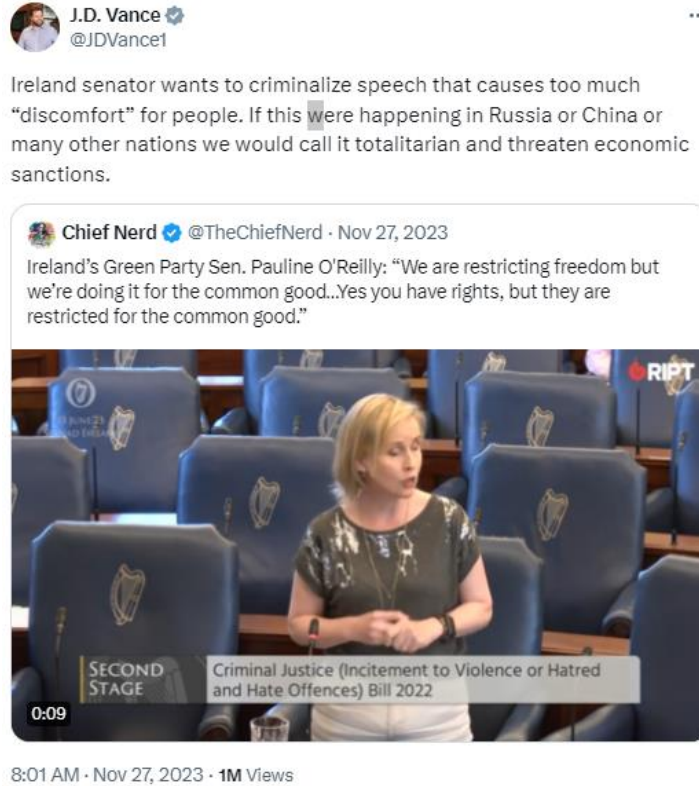 J.D. Vance
@JDVance1
Ireland senator wants to criminalize speech that causes too much
“discomfort” for people. If this were happening in Russia or China or
many other nations we would call it totalitarian and threaten economic
sanctions.
Chief Nerd @TheChiefNerd · Nov 27, 2023
Ireland’s Green Party Sen. Pauline O'Reilly: “We are restricting freedom but
we’re doing it for the common good...Yes you have rights, but they are
restricted for the common good.”
RIPT
SECOND
STAGE
Criminal Justice (Incitement to Violence or Hatred
and Hate Offences) Bill 2022
0:09
8:01 AM · Nov 27, 2023 · 1M Views